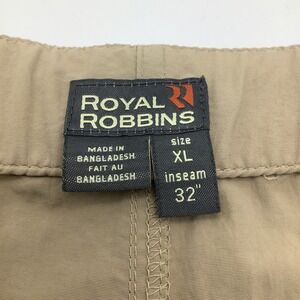 ROYAL
ROBBINS
MADE IN
BANGLADESH
FAIT AU
BANGLADESH
size
XL
inseam
32"